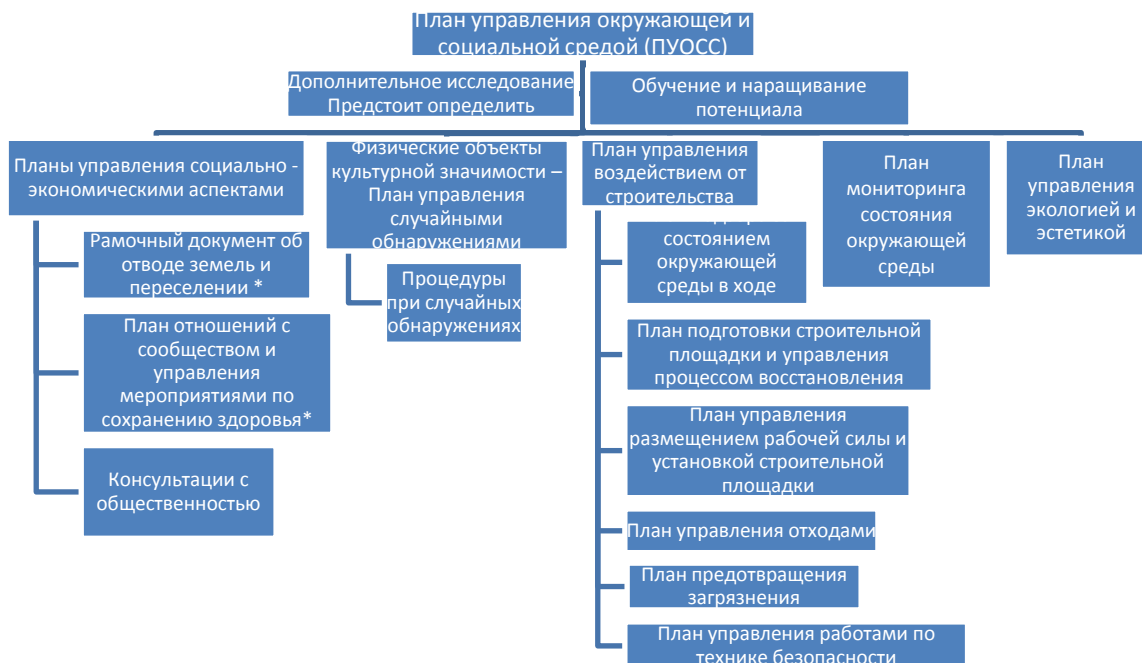 План управления окружающей и
социальной средой (ПУОСС)
Дополнительное исследование
Предстоит определить
Обучение и наращивание
потенциала
Планы управления социально -
экономическими аспектами
Рамочный документ об
отводе земель и
переселении *
План отношений с
сообществом и
управления
мероприятиями по
сохранению здоровья*
Консультации с
общественностью
Физические объекты
культурной значимости –
План управления
случайными
обнаружениями
Процедуры
при случайных
обнаружениях
План управления
воздействием от
строительства
состоянием
окружающей
среды в ходе
План подготовки строительной
площадки и управления
процессом восстановления
План управления
размещением рабочей силы и
установкой строительной
площадки
План управления отходами
План предотвращения
загрязнения
План управления работами по
технике безопасности
План
мониторинга
состояния
окружающей
среды
План
управления
экологией и
эстетикой